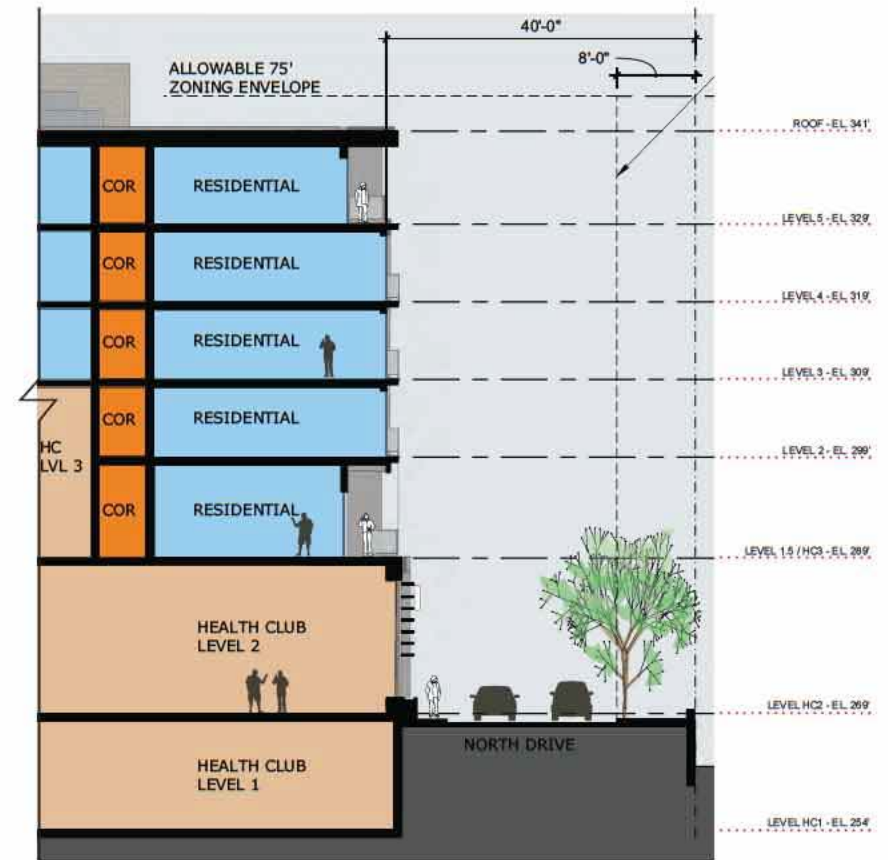 40'-0"
8'-0"
ALLOWABLE 75'
ZONING ENVELOPE
ROOF - EL. 341'
COR
RESIDENTIAL
LEVEL 5 - EL. 329'
COR
RESIDENTIAL
LEVEL 4 - EL. 319'
COR
RESIDENTIAL
LEVEL 3 - EL. 309'
COR
RESIDENTIAL
HC
LVL 3
LEVEL 2 - EL. 299'
COR
RESIDENTIAL
LEVEL 1.5 / HC3 - EL. 289'
HEALTH CLUB
LEVEL 2
LEVEL HC2 - EL. 269'
NORTH DRIVE
HEALTH CLUB
LEVEL 1
LEVEL HC1 - EL. 254'